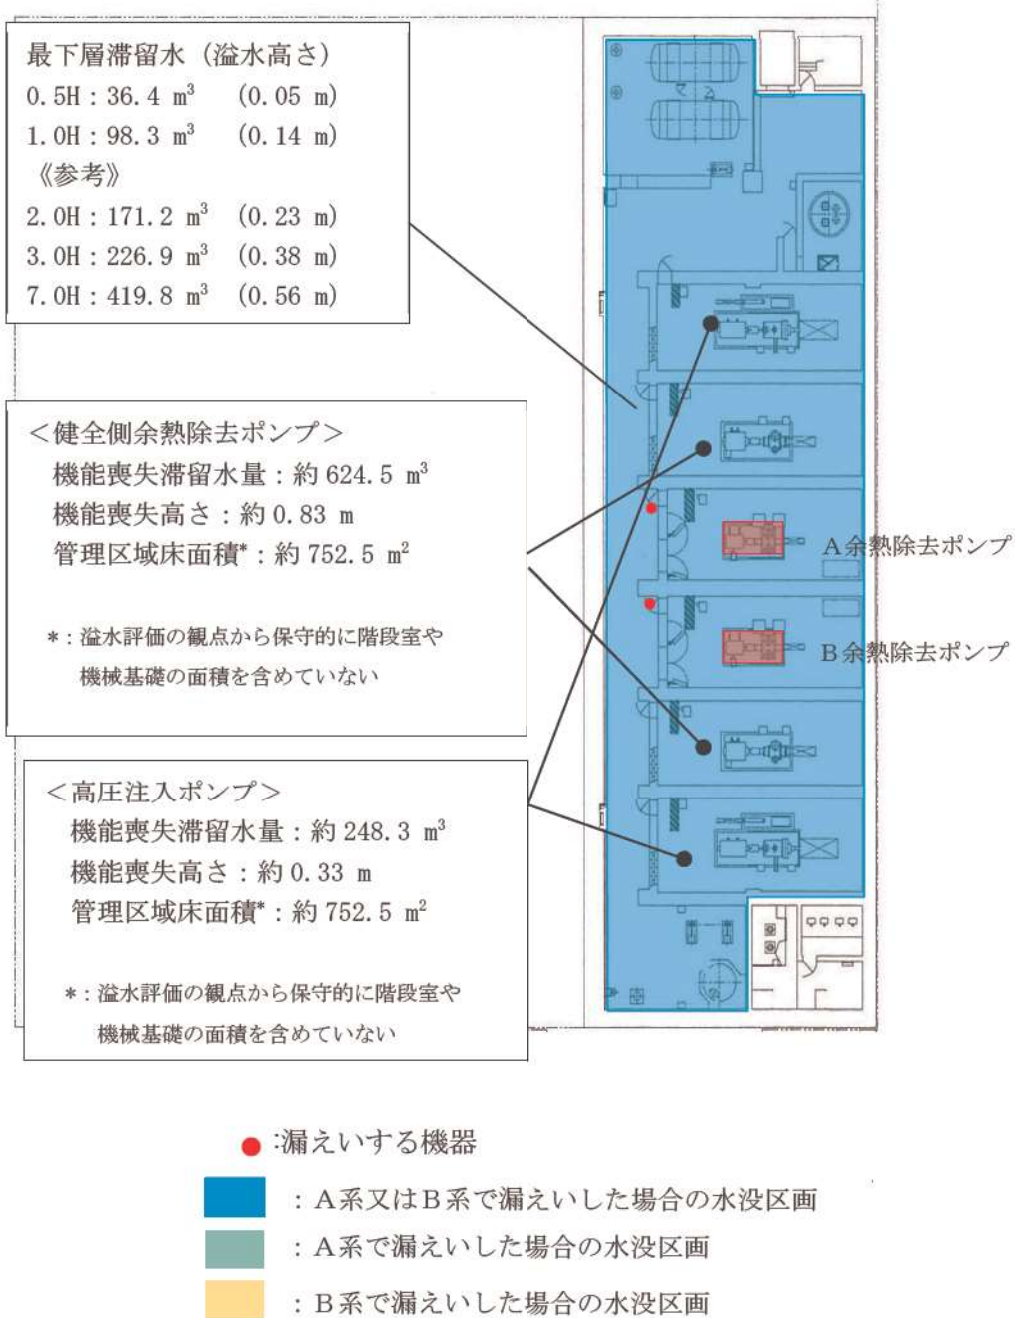 最下層滞留水（溢水高さ）
0.5H：36.4 m³ （0.05 m）
1.0H：98.3 m³ （0.14 m）
《参考》
2.0H：171.2 m³ （0.23 m）
3.0H：226.9 m³ （0.38 m）
7.0H：419.8 m³ （0.56 m）
＜健全側余熱除去ポンプ＞
機能喪失滞留水量：約 624.5 m³
機能喪失高さ：約 0.83 m
管理区域床面積*：約 752.5 m²
*：溢水評価の観点から保守的に階段室や
機械基礎の面積を含めていない
A余熱除去ポンプ
B余熱除去ポンプ
＜高圧注入ポンプ＞
機能喪失滞留水量：約 248.3 m³
機能喪失高さ：約 0.33 m
管理区域床面積*：約 752.5 m²
*：溢水評価の観点から保守的に階段室や
機械基礎の面積を含めていない
:漏えいする機器
：A系又はB系で漏えいした場合の水没区画
：A系で漏えいした場合の水没区画
：B系で漏えいした場合の水没区画